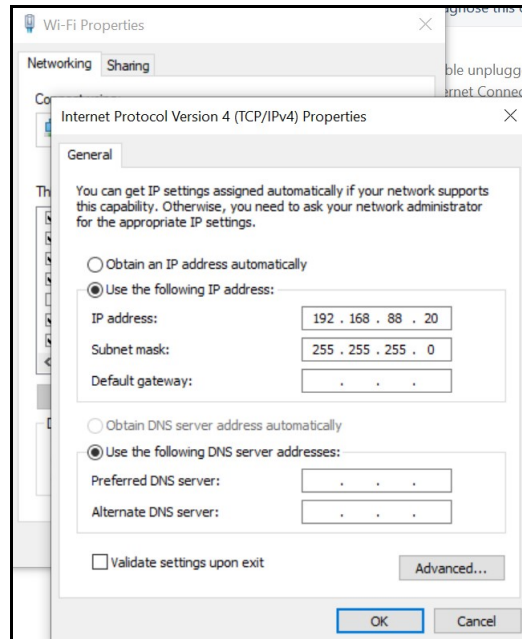 Wi-Fi Properties
Networking
Sharing
Internet Protocol Version 4 (TCP/IPv4) Properties
General
You can get IP settings assigned automatically if your network supports
this capability. Otherwise, you need to ask your network administrator
for the appropriate IP settings.
Obtain an IP address automatically
Use the following IP address:
IP address: 192 . 168 . 88 . 20
Subnet mask: 255 . 255 . 255 . 0
Default gateway: . . .
Obtain DNS server address automatically
Use the following DNS server addresses:
Preferred DNS server: . . .
Alternate DNS server: . . .
Validate settings upon exit
Advanced...
OK
Cancel